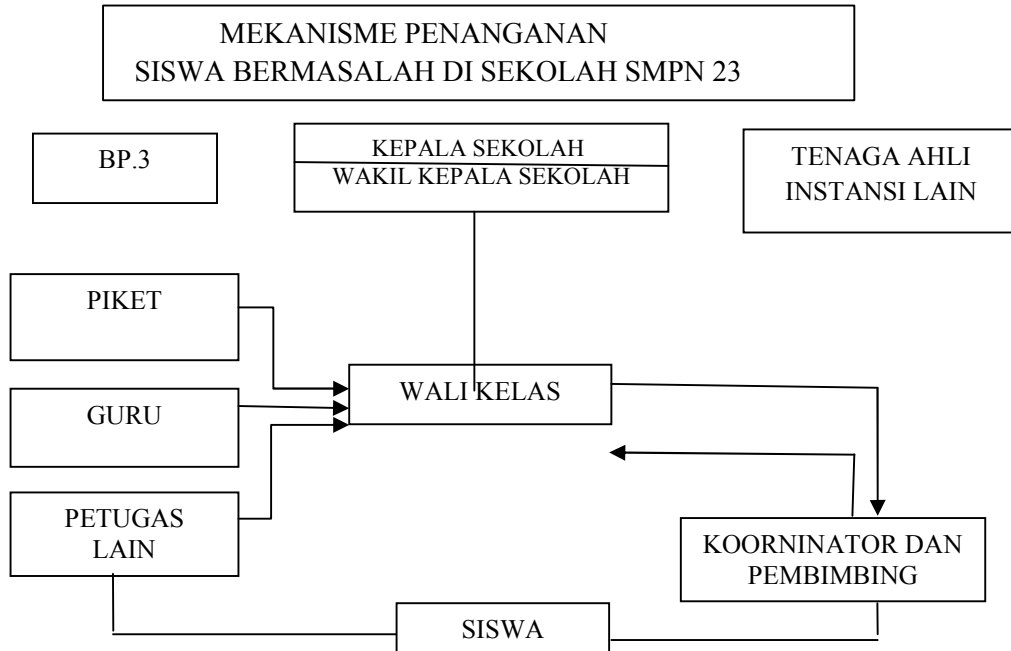 MEKANISME PENANGANAN
SISWA BERMASALAH DI SEKOLAH SMPN 23
BP.3
KEPALA SEKOLAH
WAKIL KEPALA SEKOLAH
TENAGA AHLI
INSTANSI LAIN
PIKET
WALI KELAS
GURU
PETUGAS
LAIN
KOORNINATOR DAN
PEMBIMBING
SISWA